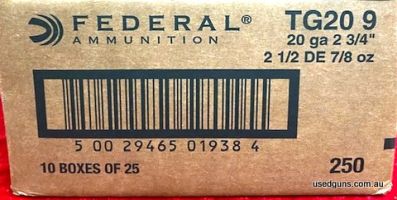 FEDERAL®
AMMUNITION
TG20 9
20 ga 2 3/4"
2 1/2 DE 7/8 oz
5 00 29465 01938 4
10 BOXES OF 25
250
usedguns.com.au